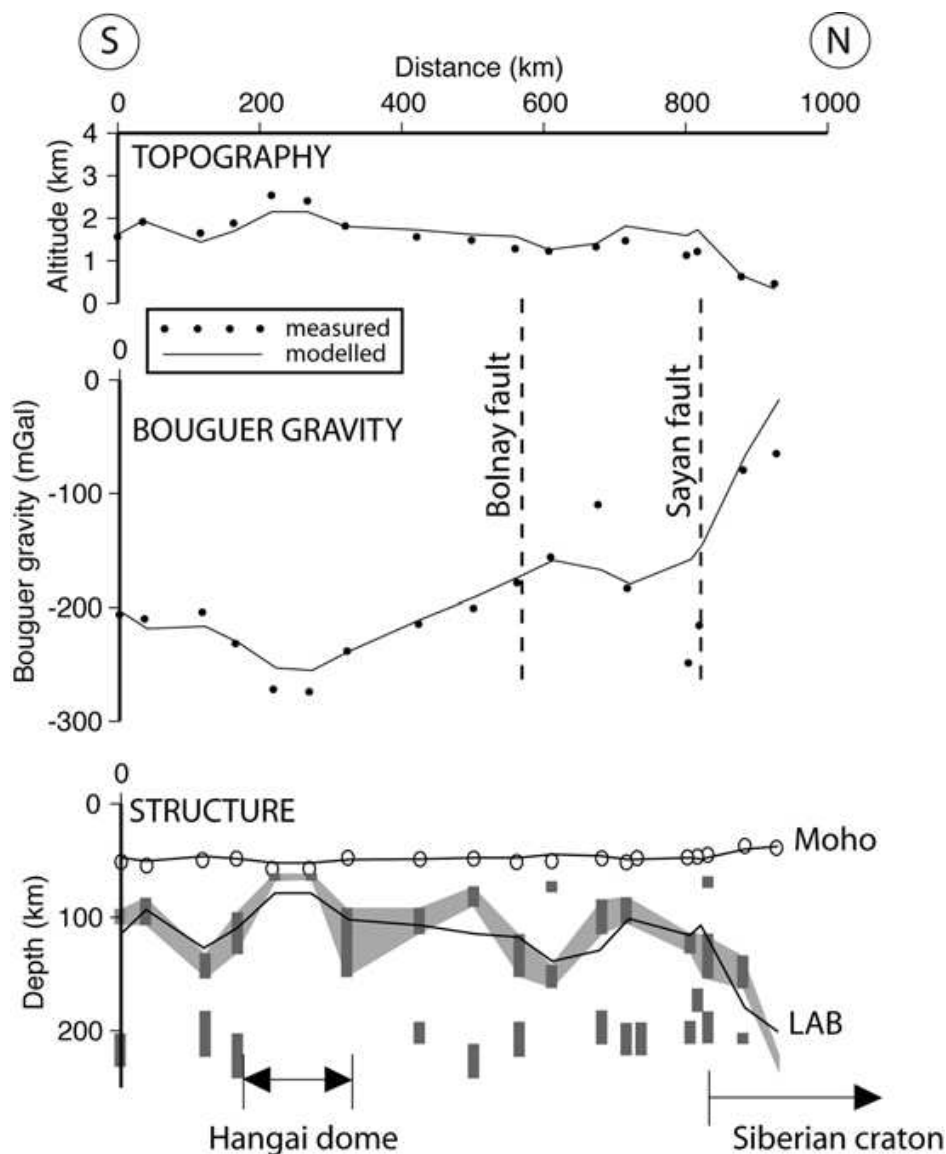 S
N
Distance (km)
0 200 400 600 800 1000
TOPOGRAPHY
Altitude (km)
4
3
2
1
0
measured
modelled
0
BOUGUER GRAVITY
Bouguer gravity (mGal)
0
-100
-200
-300
Bolnay fault
Sayan fault
0
STRUCTURE
Depth (km)
0
100
200
Moho
LAB
Hangai dome
Siberian craton